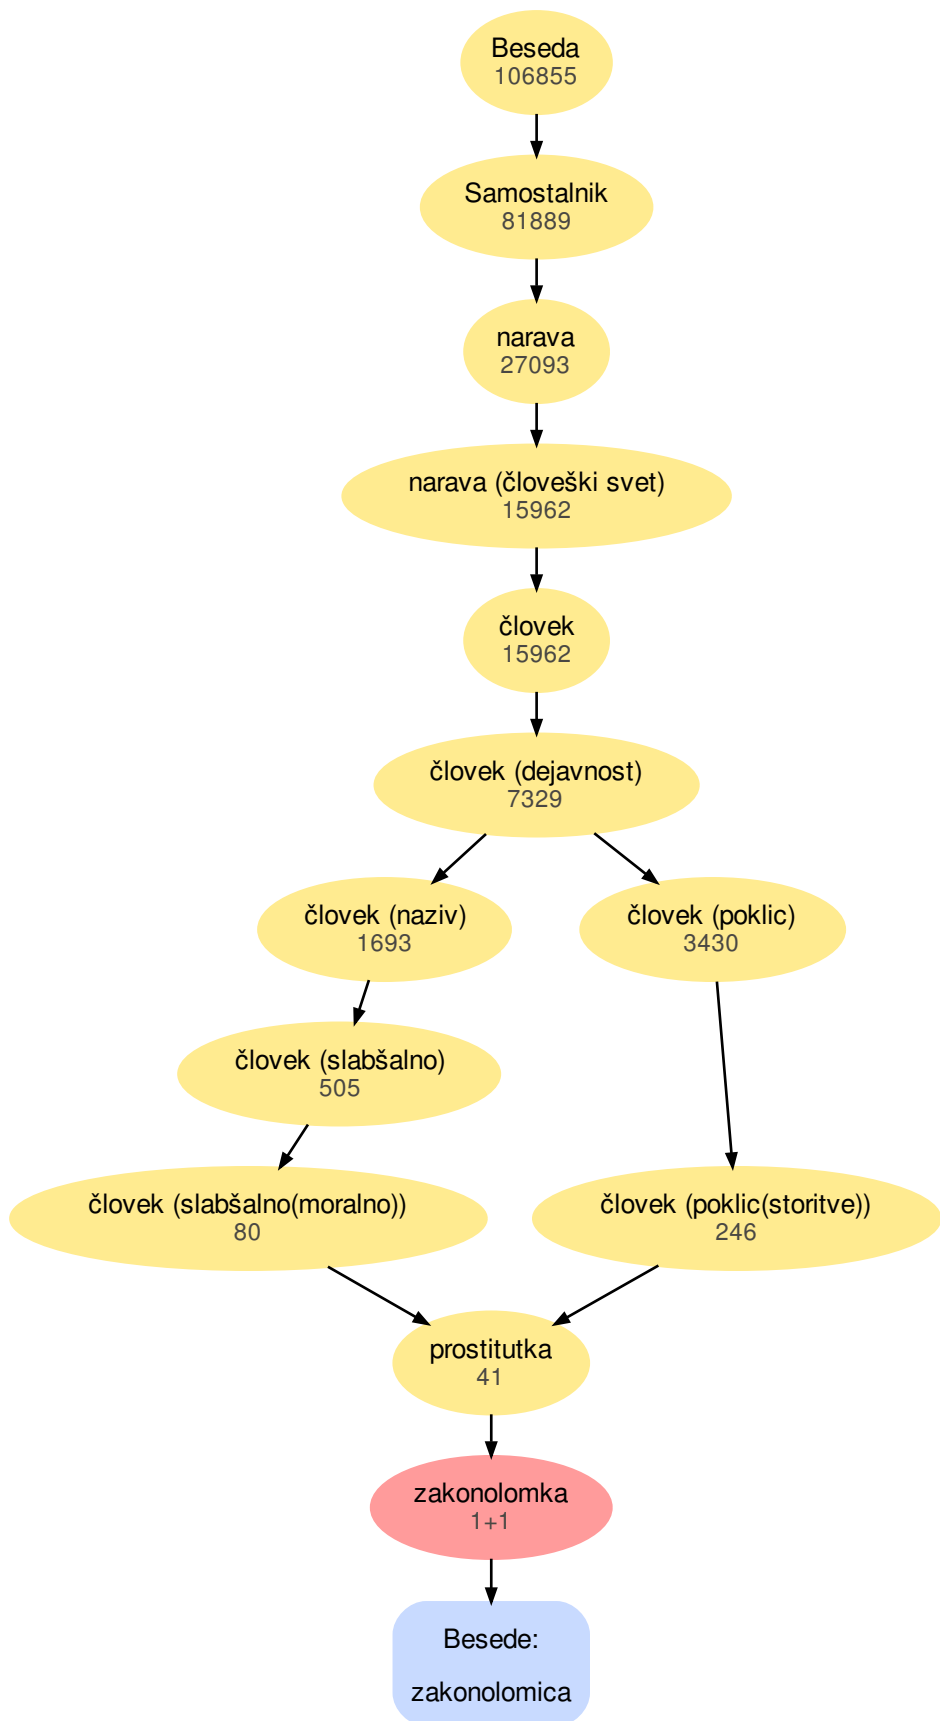 Beseda
106855
Samostalnik
81889
narava
27093
narava (človeški svet)
15962
človek
15962
človek (dejavnost)
7329
človek (naziv)
1693
človek (poklic)
3430
človek (slabšalno)
505
človek (slabšalno(moralno))
80
človek (poklic(storitve))
246
prostitutka
41
zakonolomka
1+1
Besede:
zakonolomica